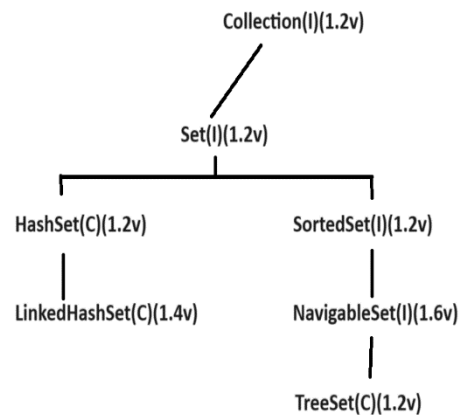 Collection(I)(1.2v)
Set(I)(1.2v)
HashSet(C)(1.2v)
SortedSet(I)(1.2v)
LinkedHashSet(C)(1.4v)
NavigableSet(I)(1.6v)
TreeSet(C)(1.2v)